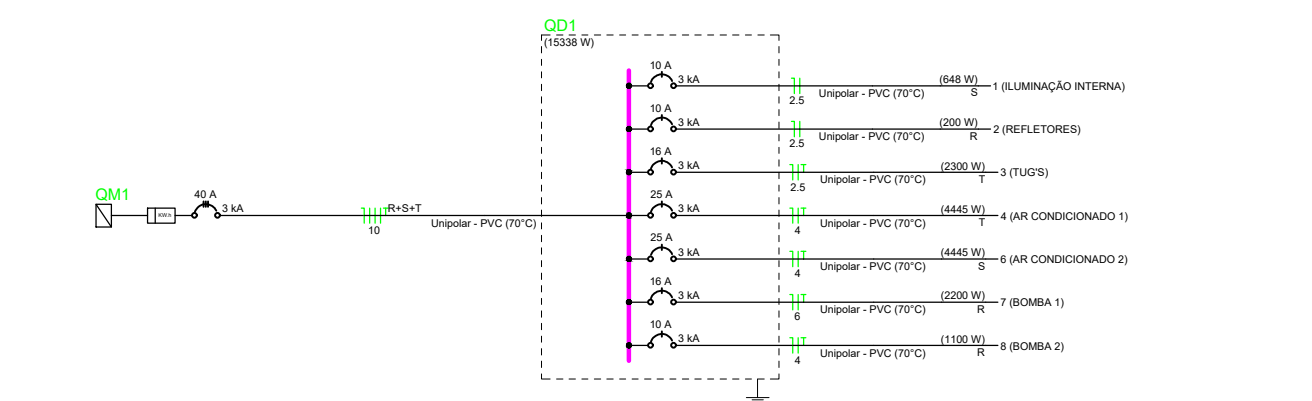 QD1
(15338 W)
10 A
3 kA
2.5
Unipolar - PVC (70°C)
(648 W)
S
1 (ILUMINAÇÃO INTERNA)
10 A
3 kA
2.5
Unipolar - PVC (70°C)
(200 W)
R
2 (REFLETORES)
16 A
3 kA
T
2.5
Unipolar - PVC (70°C)
(2300 W)
T
3 (TUG'S)
QM1
KW.h
40 A
3 kA
R+S+T
T
10
Unipolar - PVC (70°C)
25 A
3 kA
T
4
Unipolar - PVC (70°C)
(4445 W)
T
4 (AR CONDICIONADO 1)
25 A
3 kA
T
4
Unipolar - PVC (70°C)
(4445 W)
S
6 (AR CONDICIONADO 2)
16 A
3 kA
T
6
Unipolar - PVC (70°C)
(2200 W)
R
7 (BOMBA 1)
10 A
3 kA
T
4
Unipolar - PVC (70°C)
(1100 W)
R
8 (BOMBA 2)